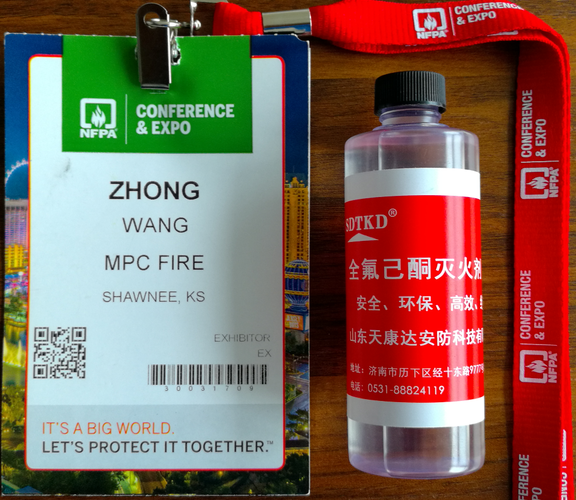 NFPA
CONFERENCE
& EXPO
ZHONG
WANG
MPC FIRE
SHAWNEE, KS
EXHIBITOR
EX
30031706
IT'S A BIG WORLD.
LET'S PROTECT IT TOGETHER.™
SDTKD®
全氟己酮灭火剂
安全、环保、高效、
山东天康达安防科技有
地址：济南市历下区经十东路9777号
电话：0531-88824119
NFPA
CONFERENCE
& EXPO
NFPA
CONFERENCE
& EXPO
NFPA
CONFERENCE
& EXPO